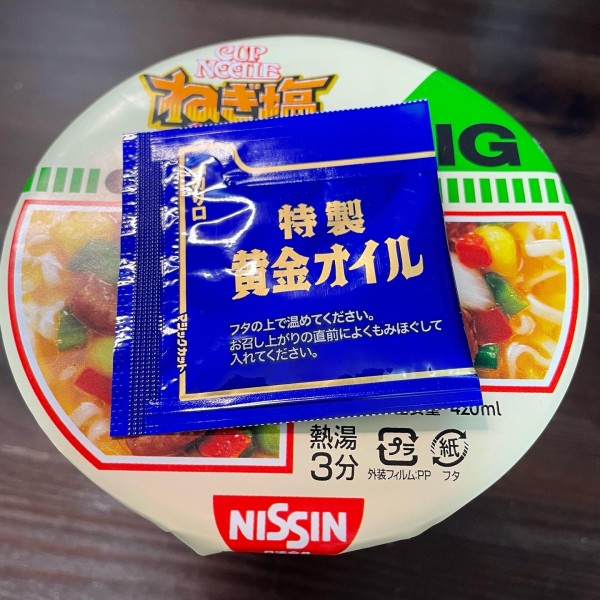 CUP
NOODLE
ねぎ塩
特製
黄金オイル
フタの上で温めてください。
お召し上がりの直前によくもみほぐして
入れてください。
マジックカット
420ml
熱湯
3分
プラ
紙
外装フィルム:PP
フタ
NISSIN